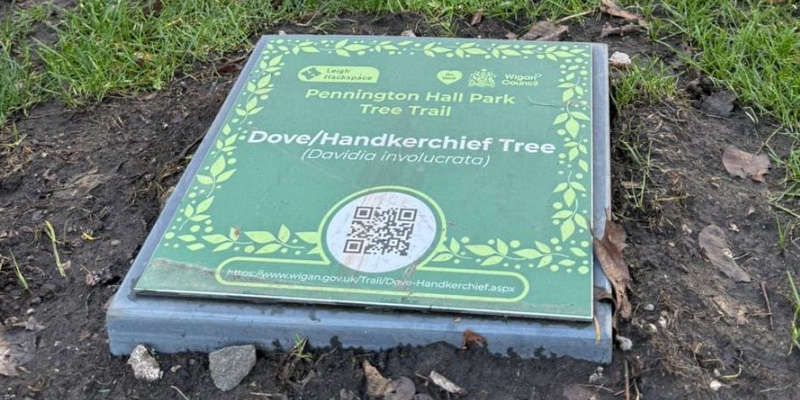 Leigh
Hackspace
Wigan
Council
Pennington Hall Park
Tree Trail
Dove/Handkerchief Tree
(Davidia involucrata)
https://www.wigan.gov.uk/Trail/Dove-Handkerchief.aspx